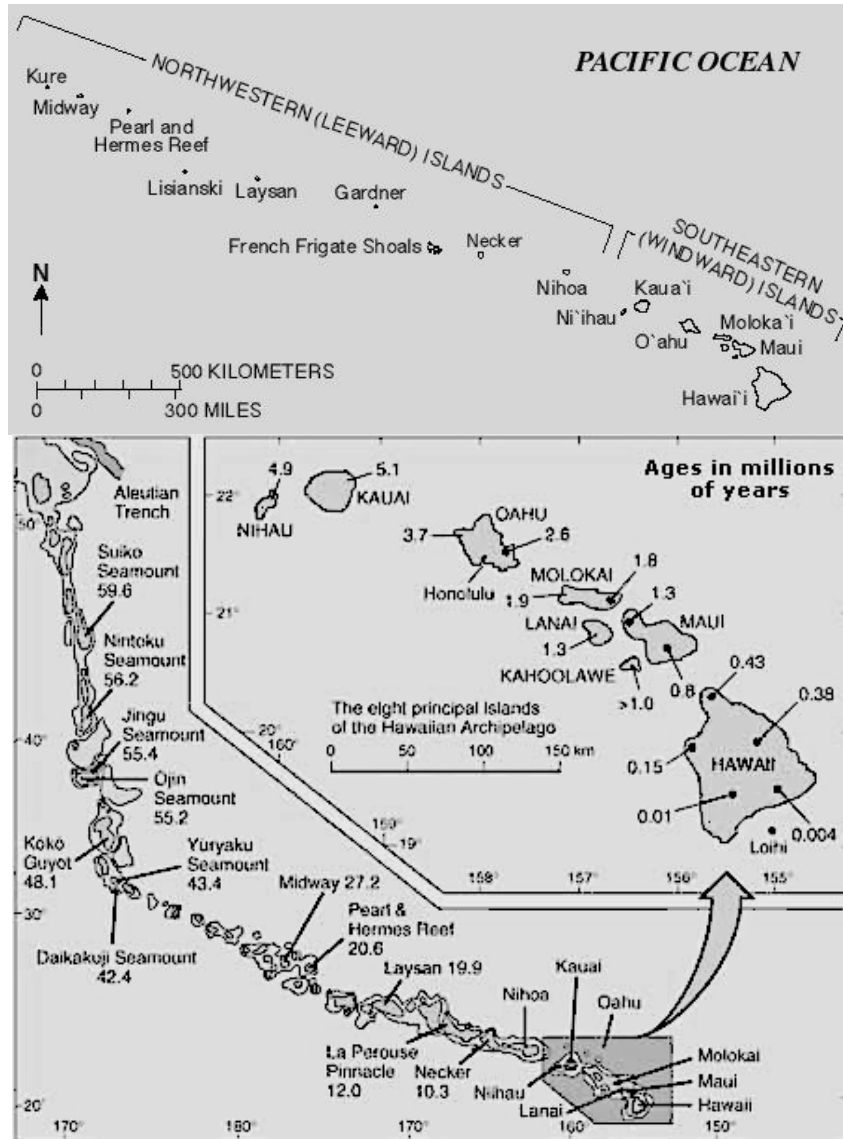 PACIFIC OCEAN
NORTHWESTERN (LEEWARD) ISLANDS
Kure
Midway
Pearl and
Hermes Reef
Lisianski
Laysan
Gardner
French Frigate Shoals
Necker
Nihoa
SOUTHEASTERN
(WINDWARD) ISLANDS
Kaua`i
Ni`ihau
O`ahu
Moloka`i
Maui
Hawai`i
N
0 500 KILOMETERS
0 300 MILES
Aleutian
Trench
50°
Suiko
Seamount
59.6
Nintoku
Seamount
56.2
Jingu
Seamount
55.4
40°
Ojin
Seamount
55.2
Koko
Guyot
48.1
Yuryaku
Seamount
43.4
30°
Daikakuji Seamount
42.4
Midway 27.2
Pearl &
Hermes Reef
20.6
Laysan 19.9
La Perouse
Pinnacle
12.0
Necker
10.3
Nihoa
Kauai
Oahu
Niihau
Lanai
Molokai
Maui
Hawaii
20°
170° 180° 170° 160° 150°
Ages in millions
of years
4.9
5.1
22°
NIHAU
KAUAI
OAHU
3.7
2.6
Honolulu
MOLOKAI
1.8
1.9
21°
LANAI
1.3
1.3
MAUI
KAHOOLAWE
0.8
>1.0
0.43
0.38
The eight principal Islands
of the Hawaiian Archipelago
0 50 100 150 km
20°
160°
0.15
HAWAII
0.01
0.004
Loihi
159°
19°
158° 157° 156° 155°